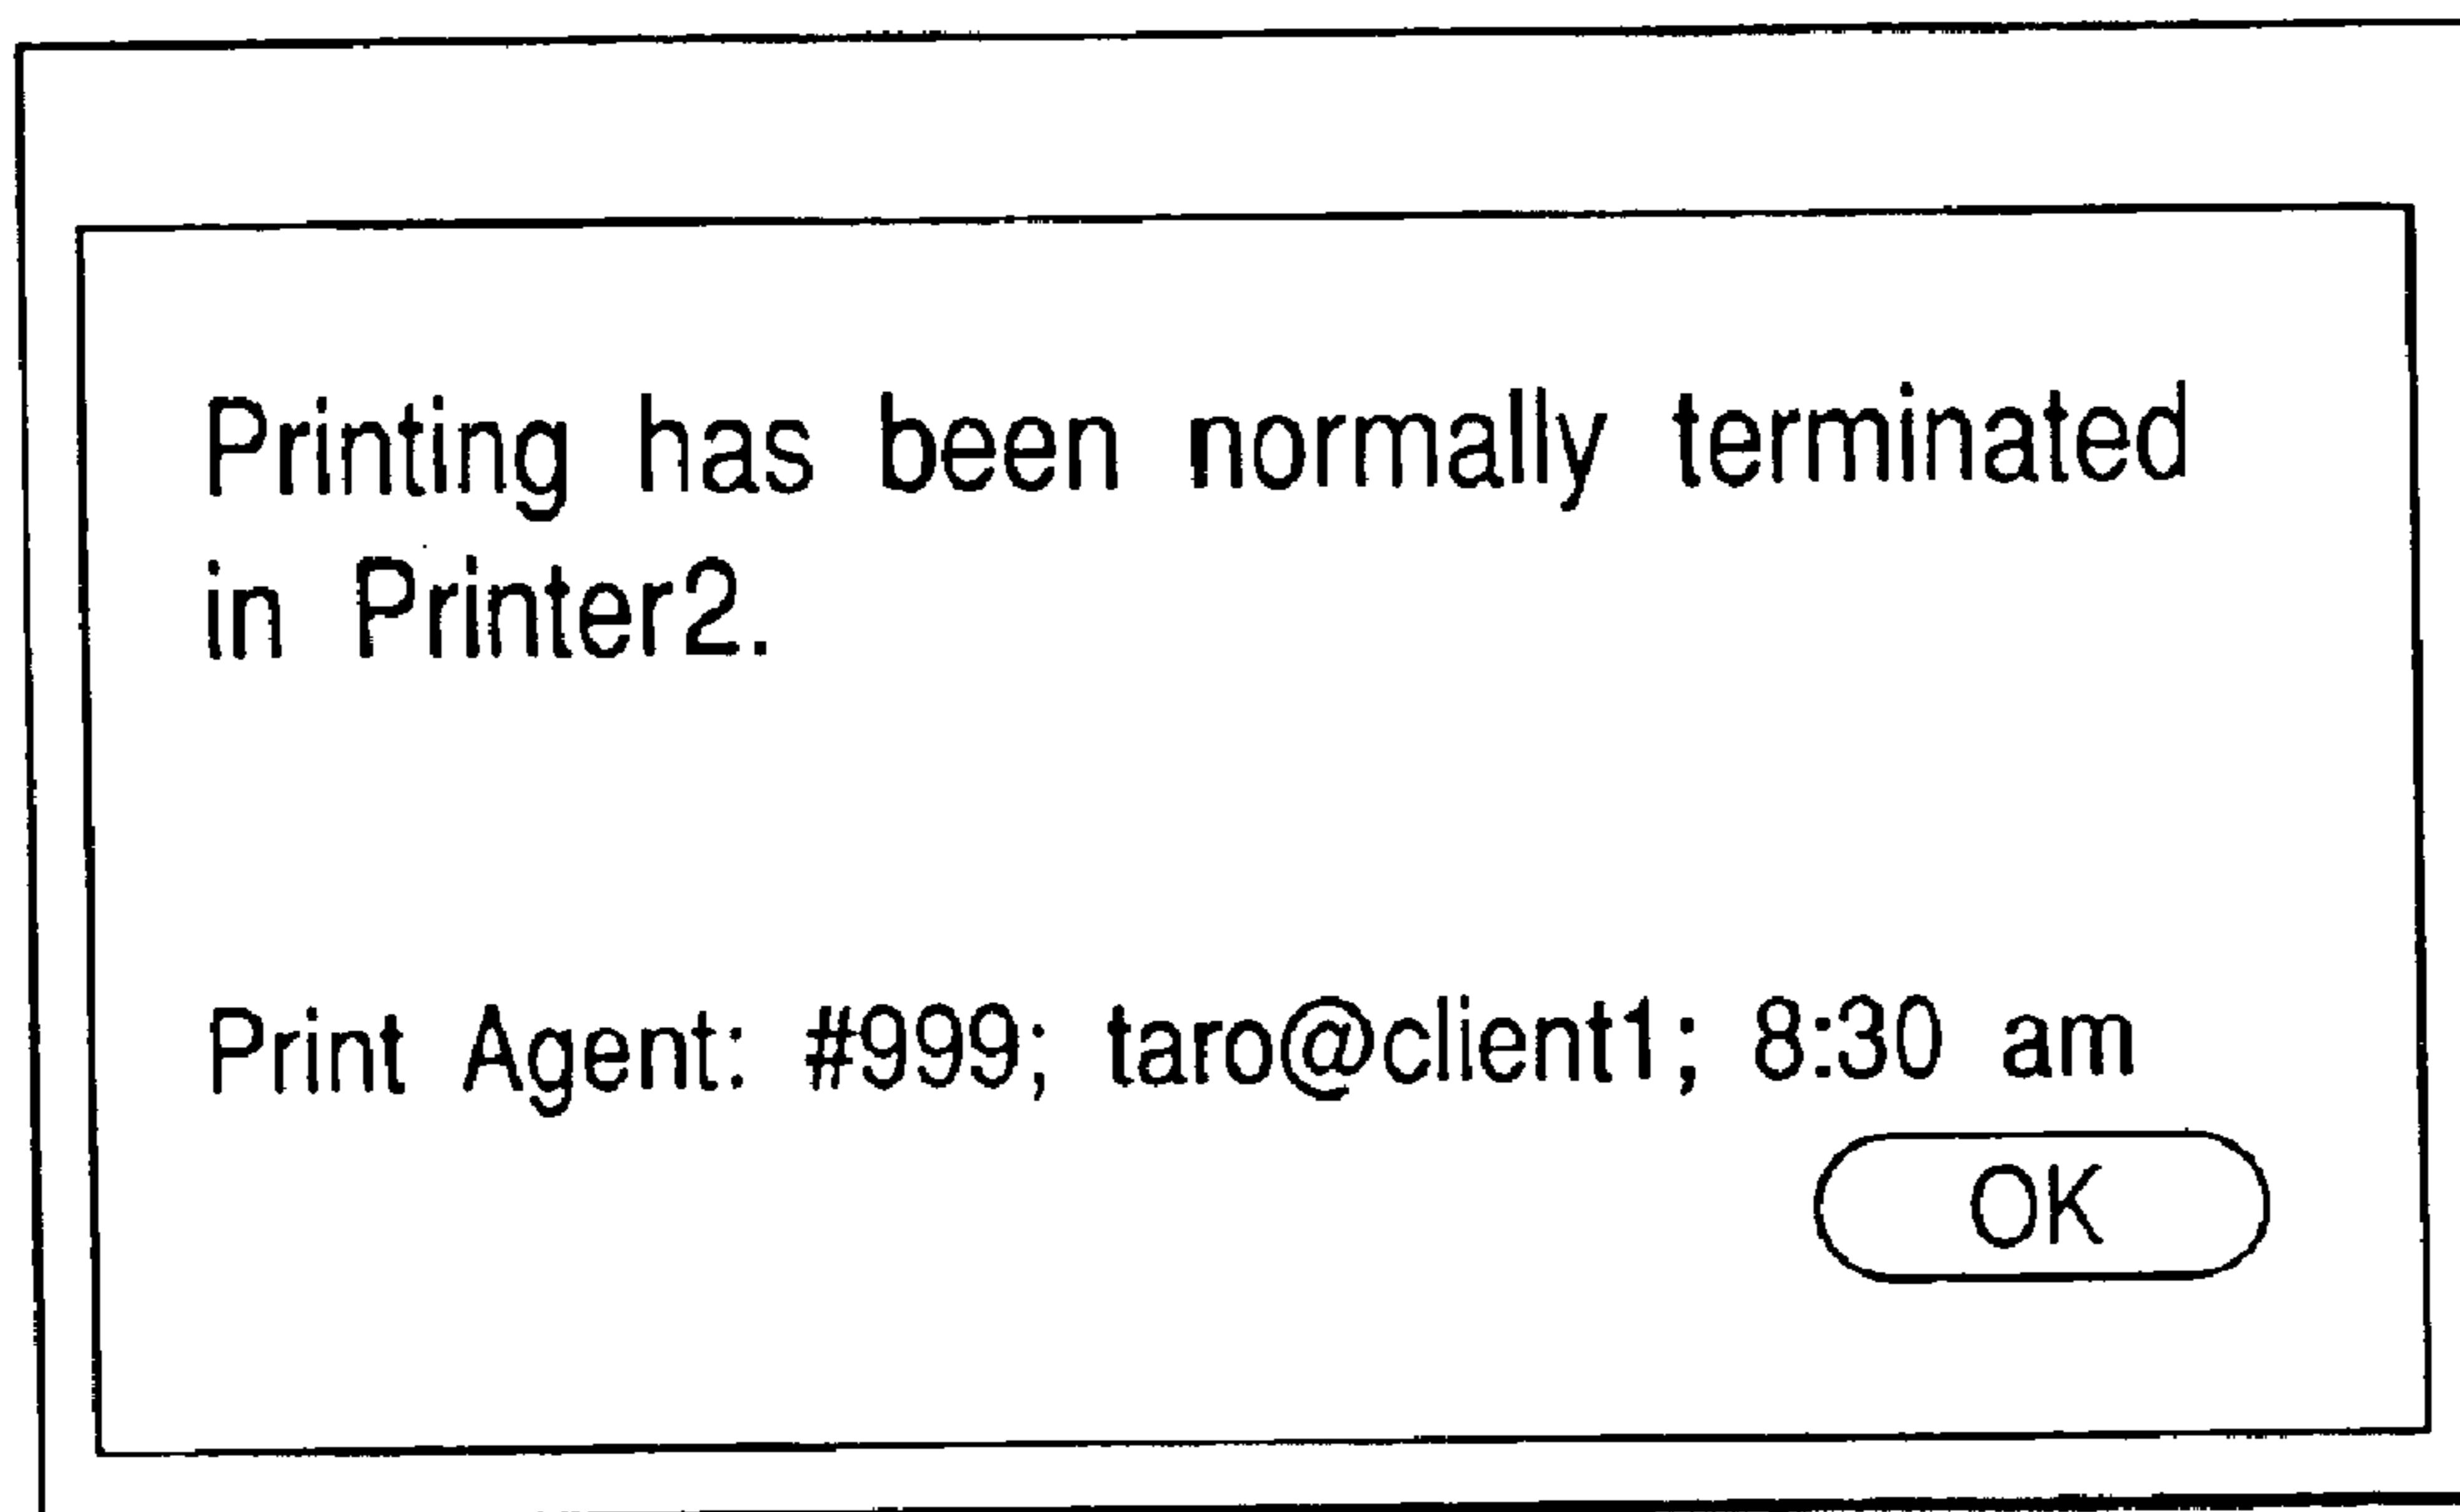 Printing has been normally terminated
in Printer2.
Print Agent: #999; taro@client1; 8:30 am
OK